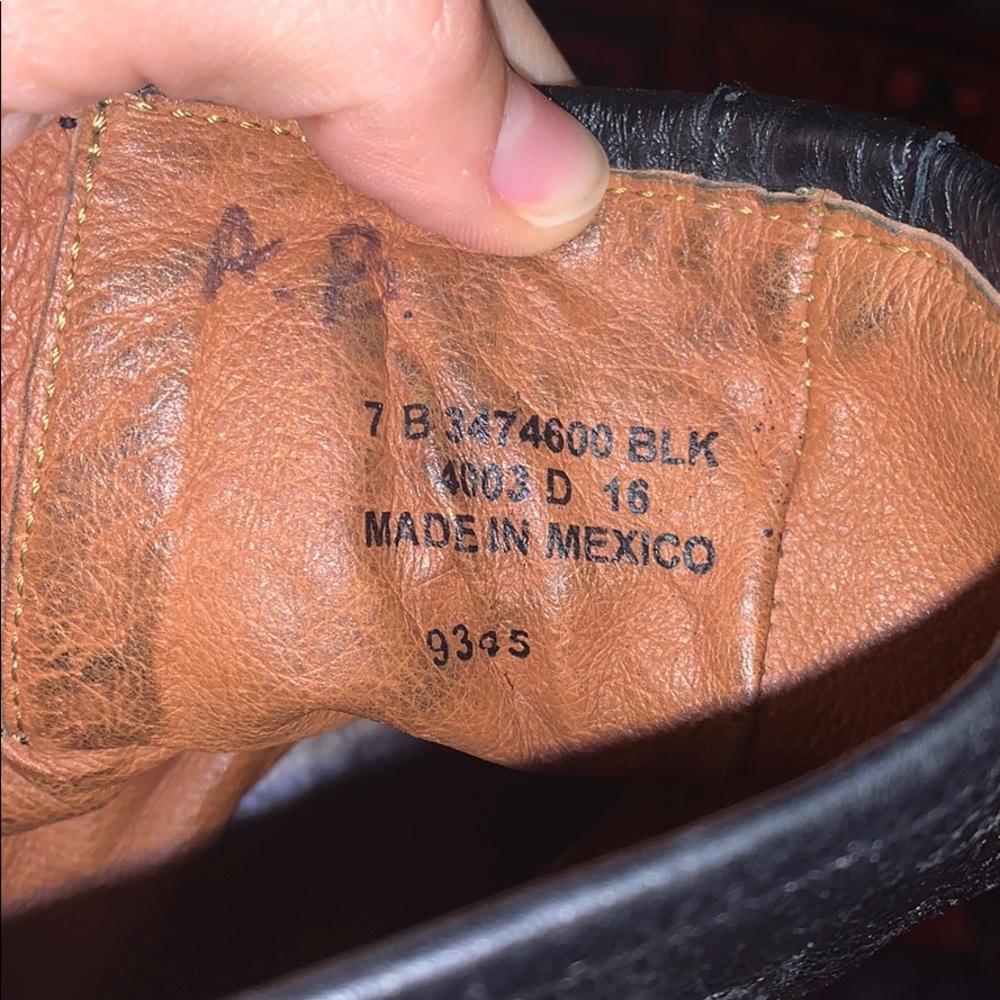 A. B.
7 B 3474600 BLK
4003 D 16
MADE IN MEXICO
9345